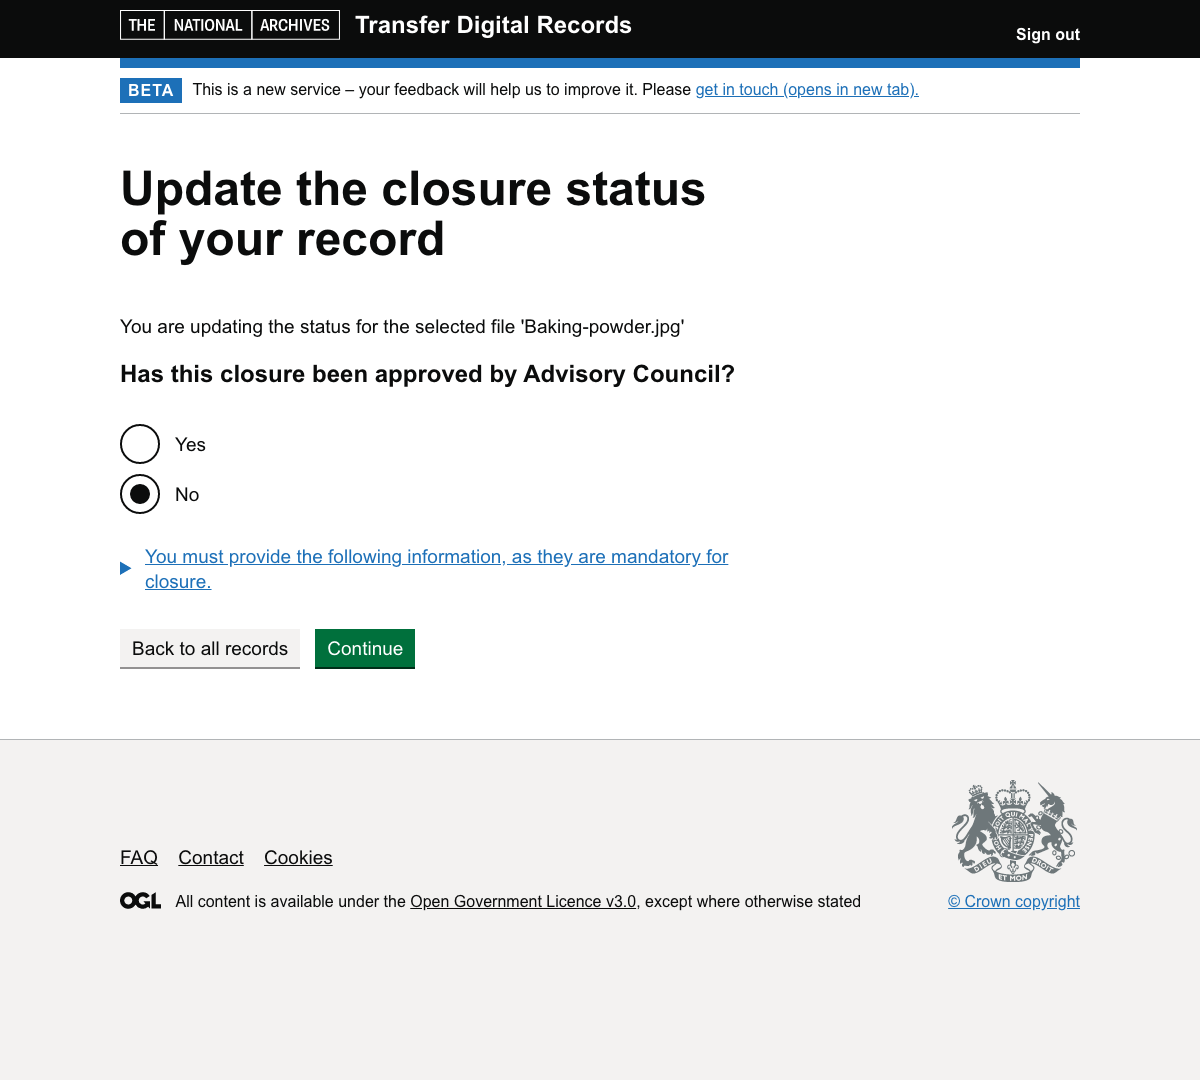 THE NATIONAL ARCHIVES Transfer Digital Records
Sign out
BETA This is a new service – your feedback will help us to improve it. Please get in touch (opens in new tab).
Update the closure status
of your record
You are updating the status for the selected file 'Baking-powder.jpg'
Has this closure been approved by Advisory Council?
Yes
No
You must provide the following information, as they are mandatory for
closure.
Back to all records Continue
FAQ Contact Cookies
OGL All content is available under the Open Government Licence v3.0, except where otherwise stated
DIEU ET MON DROIT
© Crown copyright